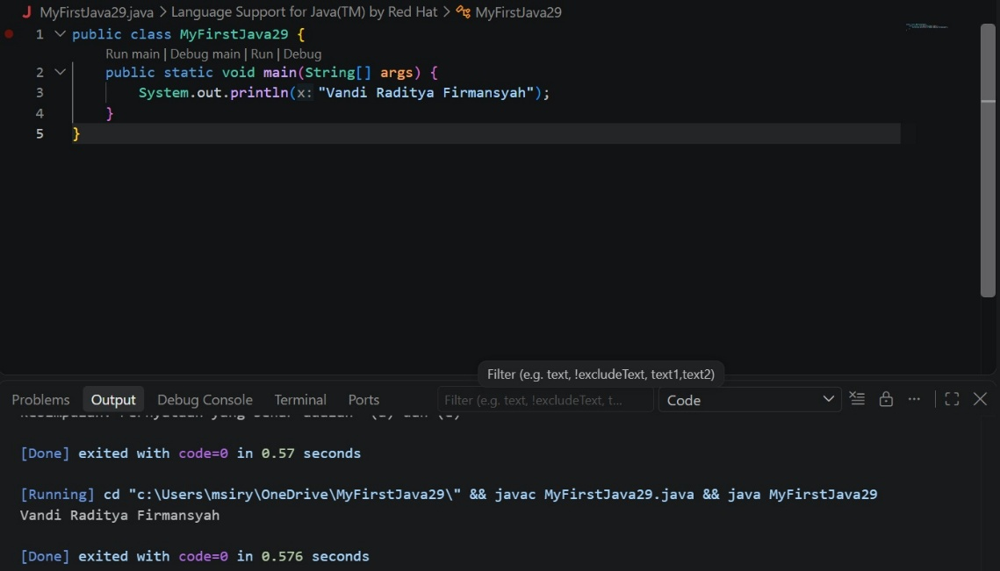 MyFirstJava29.java > Language Support for Java(TM) by Red Hat > MyFirstJava29
1 public class MyFirstJava29 {
Run main | Debug main | Run | Debug
2 public static void main(String[] args) {
3 System.out.println(x: "Vandi Raditya Firmansyah");
4 }
5 }
Filter (e.g. text, !excludeText, text1,text2)
Problems Output Debug Console Terminal Ports Filter (e.g. text, !excludeText, t... Code
[Done] exited with code=0 in 0.57 seconds
[Running] cd "c:\Users\msiry\OneDrive\MyFirstJava29\" && javac MyFirstJava29.java && java MyFirstJava29
Vandi Raditya Firmansyah
[Done] exited with code=0 in 0.576 seconds